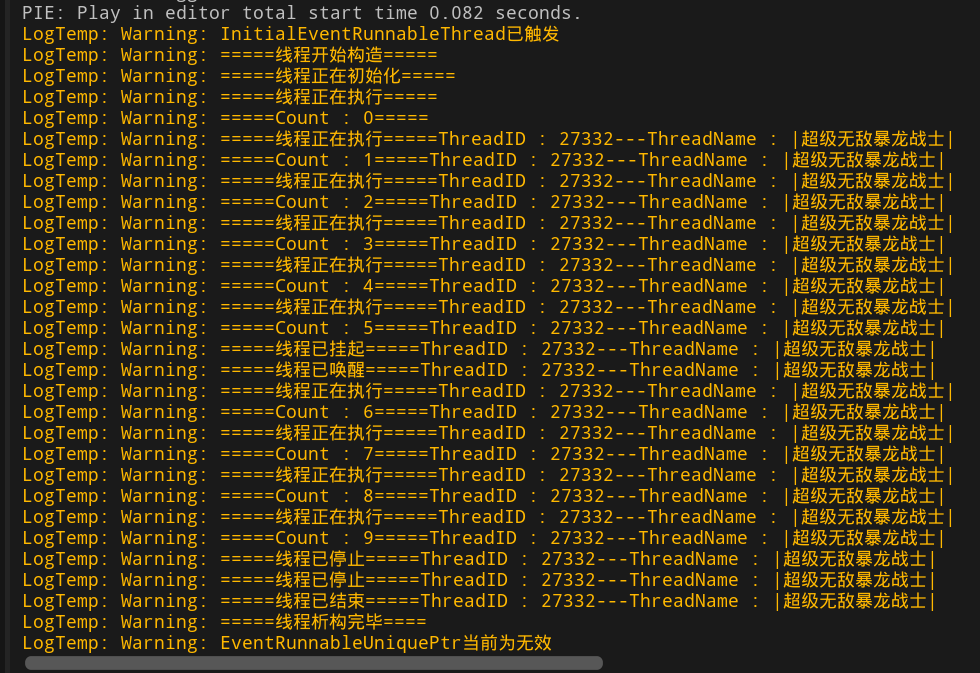 PIE: Play in editor total start time 0.082 seconds.
LogTemp: Warning: InitialEventRunnableThread已触发
LogTemp: Warning: =====线程开始构造=====
LogTemp: Warning: =====线程正在初始化=====
LogTemp: Warning: =====线程正在执行=====
LogTemp: Warning: =====Count : 0=====
LogTemp: Warning: =====线程正在执行=====ThreadID : 27332---ThreadName : |超级无敌暴龙战士|
LogTemp: Warning: =====Count : 1=====ThreadID : 27332---ThreadName : |超级无敌暴龙战士|
LogTemp: Warning: =====线程正在执行=====ThreadID : 27332---ThreadName : |超级无敌暴龙战士|
LogTemp: Warning: =====Count : 2=====ThreadID : 27332---ThreadName : |超级无敌暴龙战士|
LogTemp: Warning: =====线程正在执行=====ThreadID : 27332---ThreadName : |超级无敌暴龙战士|
LogTemp: Warning: =====Count : 3=====ThreadID : 27332---ThreadName : |超级无敌暴龙战士|
LogTemp: Warning: =====线程正在执行=====ThreadID : 27332---ThreadName : |超级无敌暴龙战士|
LogTemp: Warning: =====Count : 4=====ThreadID : 27332---ThreadName : |超级无敌暴龙战士|
LogTemp: Warning: =====线程正在执行=====ThreadID : 27332---ThreadName : |超级无敌暴龙战士|
LogTemp: Warning: =====Count : 5=====ThreadID : 27332---ThreadName : |超级无敌暴龙战士|
LogTemp: Warning: =====线程已挂起=====ThreadID : 27332---ThreadName : |超级无敌暴龙战士|
LogTemp: Warning: =====线程已唤醒=====ThreadID : 27332---ThreadName : |超级无敌暴龙战士|
LogTemp: Warning: =====线程正在执行=====ThreadID : 27332---ThreadName : |超级无敌暴龙战士|
LogTemp: Warning: =====Count : 6=====ThreadID : 27332---ThreadName : |超级无敌暴龙战士|
LogTemp: Warning: =====线程正在执行=====ThreadID : 27332---ThreadName : |超级无敌暴龙战士|
LogTemp: Warning: =====Count : 7=====ThreadID : 27332---ThreadName : |超级无敌暴龙战士|
LogTemp: Warning: =====线程正在执行=====ThreadID : 27332---ThreadName : |超级无敌暴龙战士|
LogTemp: Warning: =====Count : 8=====ThreadID : 27332---ThreadName : |超级无敌暴龙战士|
LogTemp: Warning: =====线程正在执行=====ThreadID : 27332---ThreadName : |超级无敌暴龙战士|
LogTemp: Warning: =====Count : 9=====ThreadID : 27332---ThreadName : |超级无敌暴龙战士|
LogTemp: Warning: =====线程已停止=====ThreadID : 27332---ThreadName : |超级无敌暴龙战士|
LogTemp: Warning: =====线程已停止=====ThreadID : 27332---ThreadName : |超级无敌暴龙战士|
LogTemp: Warning: =====线程已结束=====ThreadID : 27332---ThreadName : |超级无敌暴龙战士|
LogTemp: Warning: =====线程析构完毕====
LogTemp: Warning: EventRunnableUniquePtr当前为无效